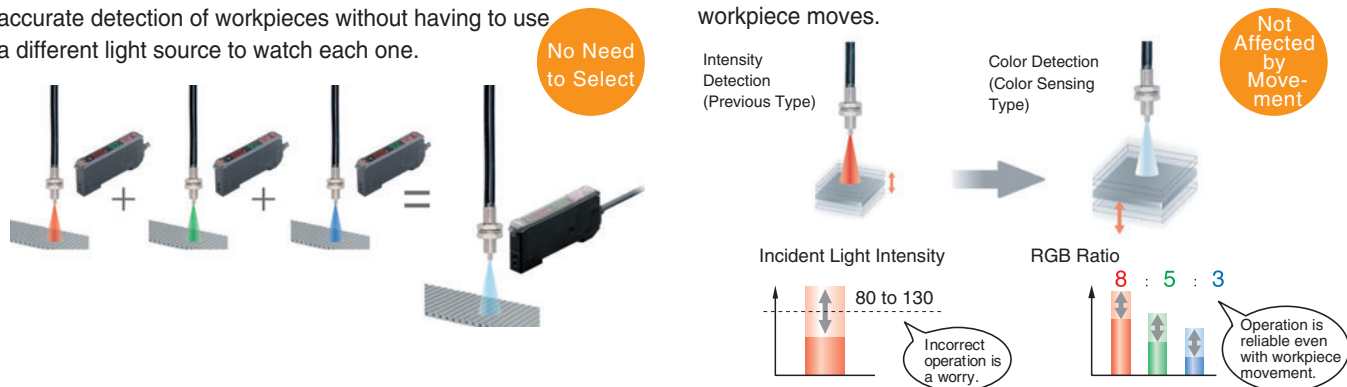 accurate detection of workpieces without having to use
a different light source to watch each one.
No Need
to Select
+
+
=
workpiece moves.
Intensity
Detection
(Previous Type)
Color Detection
(Color Sensing
Type)
Not
Affected
by
Move-
ment
Incident Light Intensity
80 to 130
Incorrect
operation is
a worry.
RGB Ratio
8 : 5 : 3
Operation is
reliable even
with workpiece
movement.